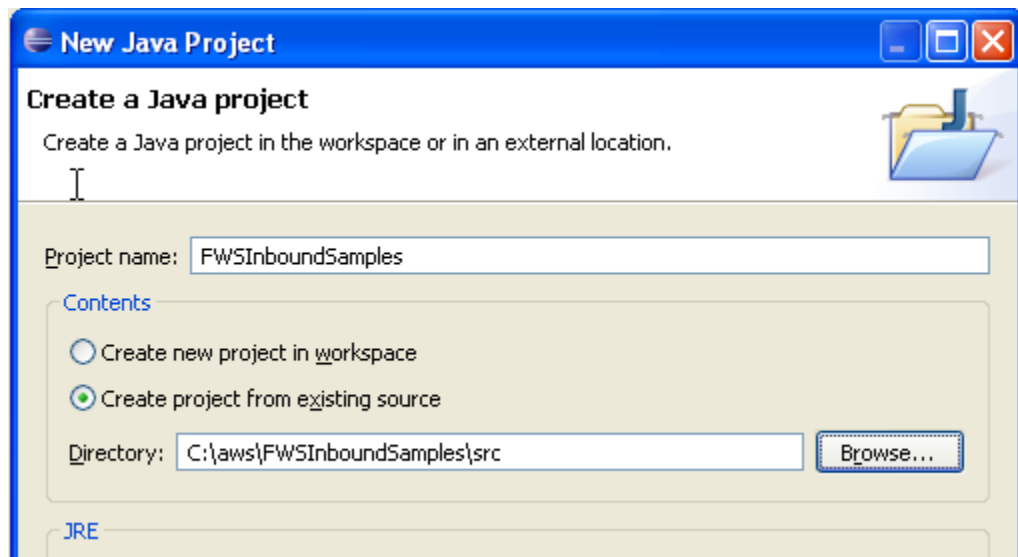 New Java Project
Create a Java project
Create a Java project in the workspace or in an external location.
Project name: FWSInboundSamples
Contents
Create new project in workspace
Create project from existing source
Directory: C:\aws\FWSInboundSamples\src Browse...
JRE